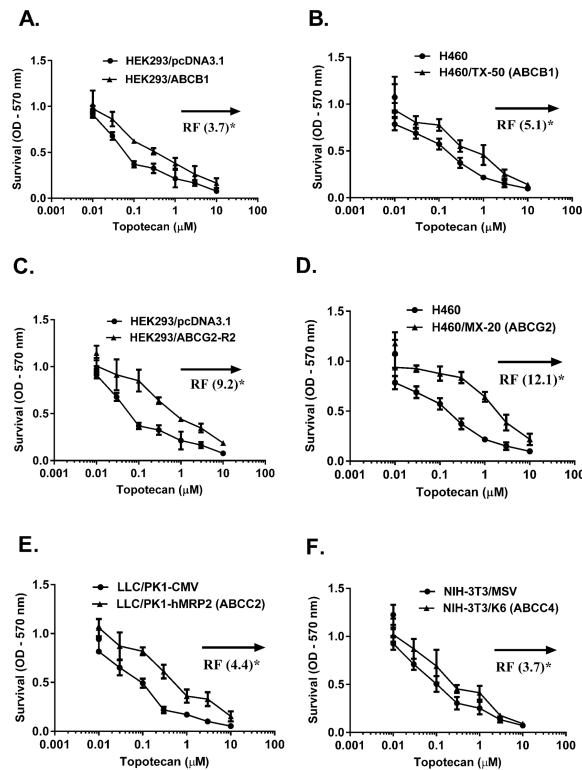 A.
HEK293/pcDNA3.1
HEK293/ABCB1
RF (3.7)*
Survival (OD - 570 nm)
1.5
1.0
0.5
0.0
0.001 0.01 0.1 1 10 100
Topotecan (μM)
B.
H460
H460/TX-50 (ABCB1)
RF (5.1)*
Survival (OD - 570 nm)
1.5
1.0
0.5
0.0
0.001 0.01 0.1 1 10 100
Topotecan (μM)
C.
HEK293/pcDNA3.1
HEK293/ABCG2-R2
RF (9.2)*
Survival (OD - 570 nm)
1.5
1.0
0.5
0.0
0.001 0.01 0.1 1 10 100
Topotecan (μM)
D.
H460
H460/MX-20 (ABCG2)
RF (12.1)*
Survival (OD - 570 nm)
1.5
1.0
0.5
0.0
0.001 0.01 0.1 1 10 100
Topotecan (μM)
E.
LLC/PK1-CMV
LLC/PK1-hMRP2 (ABCC2)
RF (4.4)*
Survival (OD - 570 nm)
1.5
1.0
0.5
0.0
0.001 0.01 0.1 1 10 100
Topotecan (μM)
F.
NIH-3T3/MSV
NIH-3T3/K6 (ABCC4)
RF (3.7)*
Survival (OD - 570 nm)
1.5
1.0
0.5
0.0
0.001 0.01 0.1 1 10 100
Topotecan (μM)